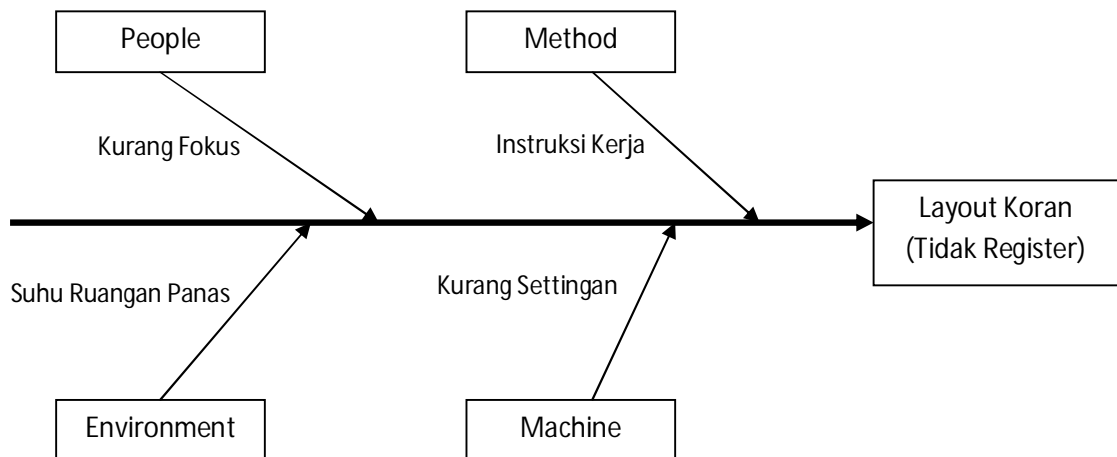 People
Method
Kurang Fokus
Instruksi Kerja
Layout Koran
(Tidak Register)
Suhu Ruangan Panas
Kurang Settingan
Environment
Machine